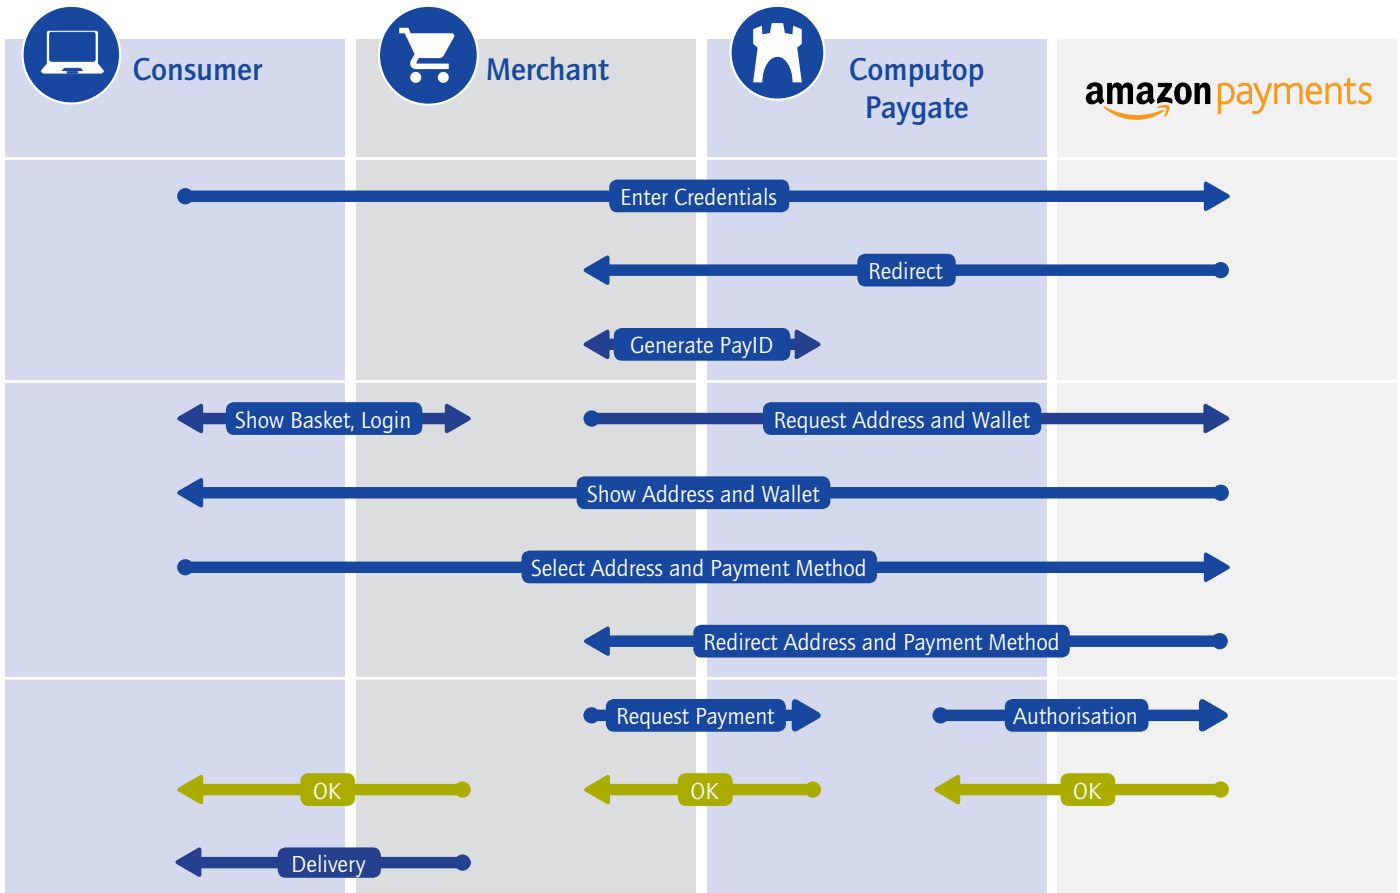 Consumer
Merchant
Computop
Paygate
amazon payments
Enter Credentials
Redirect
Generate PayID
Show Basket, Login
Request Address and Wallet
Show Address and Wallet
Select Address and Payment Method
Redirect Address and Payment Method
Request Payment
Authorisation
OK
OK
OK
Delivery